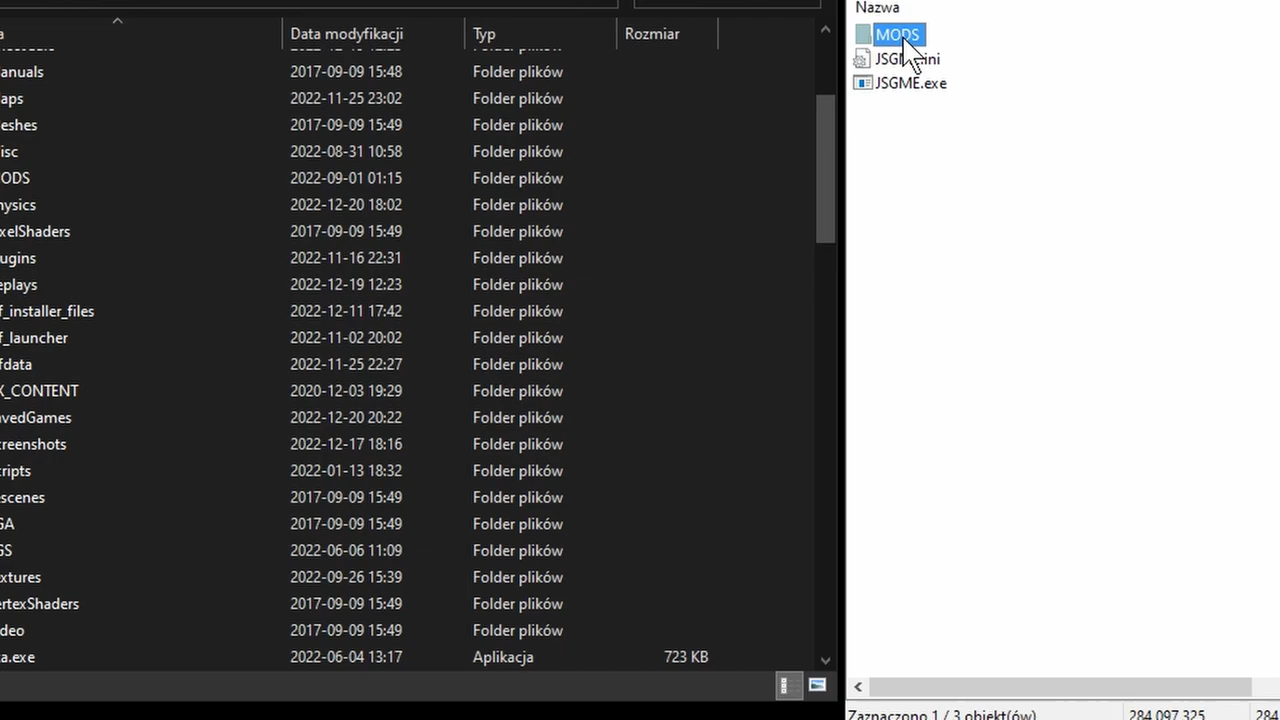 a Data modyfikacji Typ Rozmiar
anuals 2017-09-09 15:48 Folder plików
aps 2022-11-25 23:02 Folder plików
eshes 2017-09-09 15:49 Folder plików
isc 2022-08-31 10:58 Folder plików
ODS 2022-09-01 01:15 Folder plików
hysics 2022-12-20 18:02 Folder plików
xelShaders 2017-09-09 15:49 Folder plików
ugins 2022-11-16 22:31 Folder plików
eplays 2022-12-19 12:23 Folder plików
f_installer_files 2022-12-11 17:42 Folder plików
f_launcher 2022-11-02 20:02 Folder plików
fdata 2022-11-25 22:27 Folder plików
X_CONTENT 2020-12-03 19:29 Folder plików
avedGames 2022-12-20 20:22 Folder plików
creenshots 2022-12-17 18:16 Folder plików
cripts 2022-01-13 18:32 Folder plików
escenes 2017-09-09 15:49 Folder plików
GA 2017-09-09 15:49 Folder plików
GS 2022-06-06 11:09 Folder plików
xtures 2022-09-26 15:39 Folder plików
ertexShaders 2017-09-09 15:49 Folder plików
deo 2017-09-09 15:49 Folder plików
a.exe 2022-06-04 13:17 Aplikacja 723 KB
Nazwa
MODS
JSGME.ini
JSGME.exe
Zaznaczono 1 / 3 obiekt(ów) 284 097 325 284